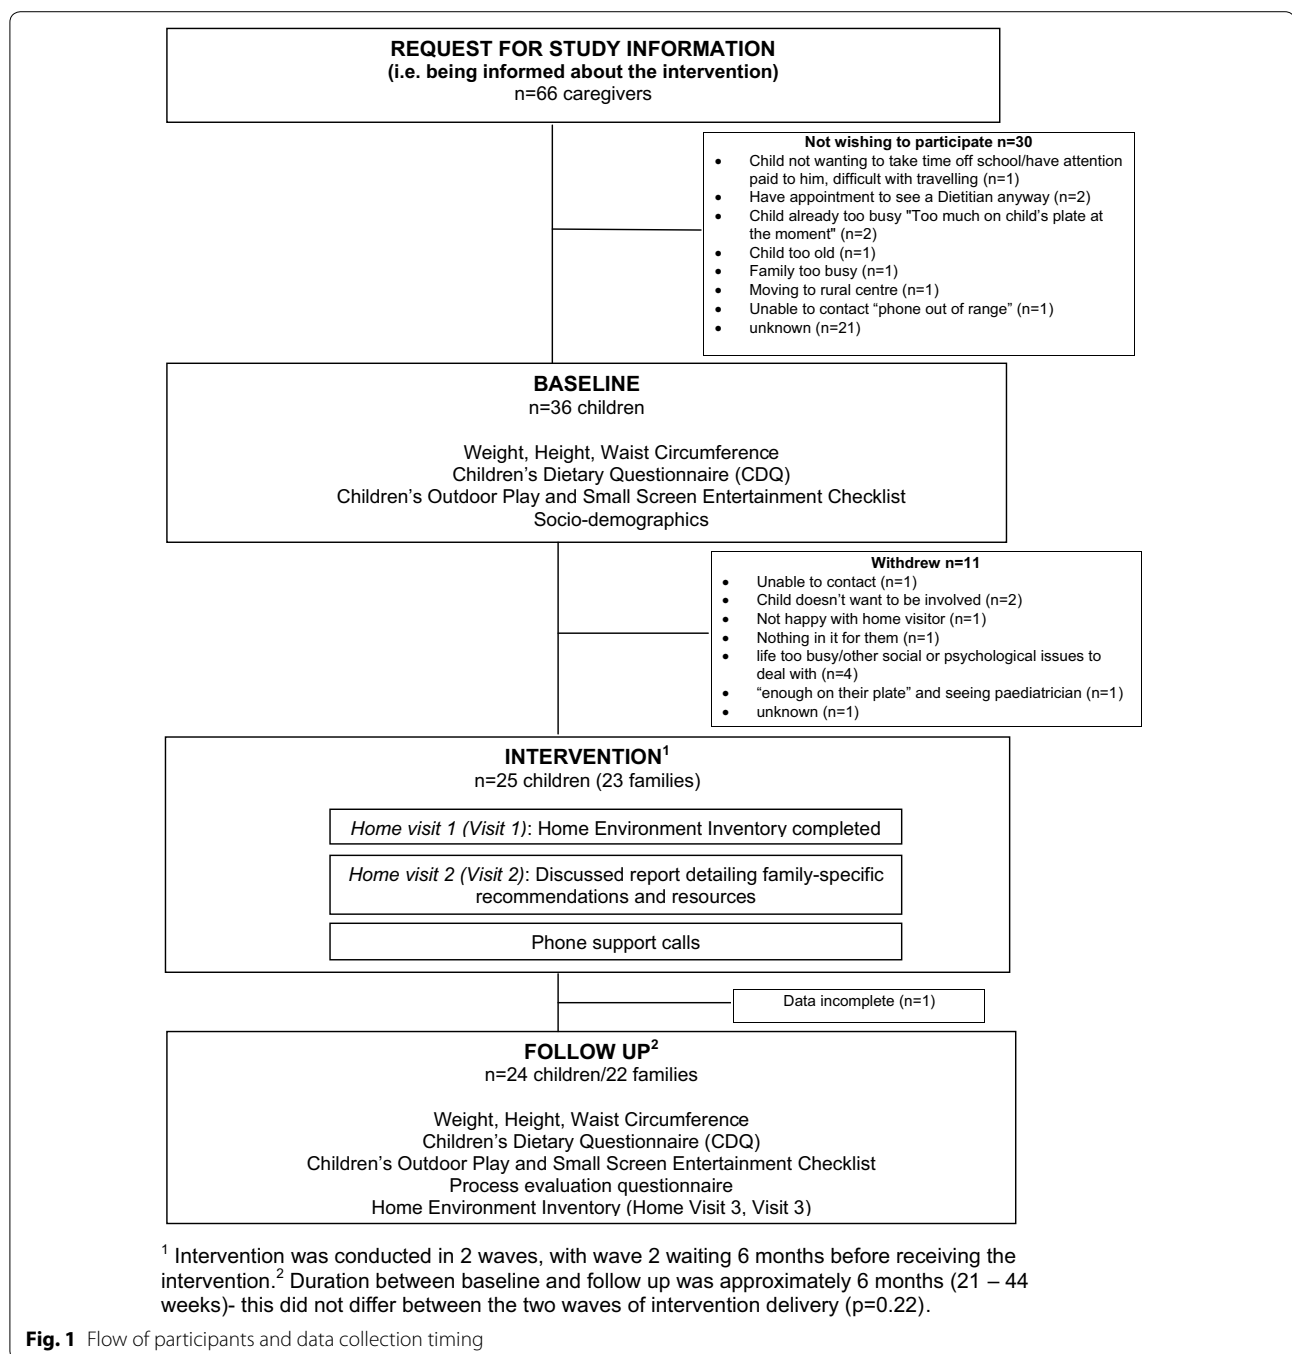 REQUEST FOR STUDY INFORMATION
(i.e. being informed about the intervention)
n=66 caregivers
Not wishing to participate n=30
• Child not wanting to take time off school/have attention
paid to him, difficult with travelling (n=1)
• Have appointment to see a Dietitian anyway (n=2)
• Child already too busy "Too much on child's plate at
the moment" (n=2)
• Child too old (n=1)
• Family too busy (n=1)
• Moving to rural centre (n=1)
• Unable to contact “phone out of range” (n=1)
• unknown (n=21)
BASELINE
n=36 children
Weight, Height, Waist Circumference
Children’s Dietary Questionnaire (CDQ)
Children’s Outdoor Play and Small Screen Entertainment Checklist
Socio-demographics
Withdrew n=11
• Unable to contact (n=1)
• Child doesn’t want to be involved (n=2)
• Not happy with home visitor (n=1)
• Nothing in it for them (n=1)
• life too busy/other social or psychological issues to
deal with (n=4)
• “enough on their plate” and seeing paediatrician (n=1)
• unknown (n=1)
INTERVENTION¹
n=25 children (23 families)
Home visit 1 (Visit 1): Home Environment Inventory completed
Home visit 2 (Visit 2): Discussed report detailing family-specific
recommendations and resources
Phone support calls
Data incomplete (n=1)
FOLLOW UP²
n=24 children/22 families
Weight, Height, Waist Circumference
Children’s Dietary Questionnaire (CDQ)
Children’s Outdoor Play and Small Screen Entertainment Checklist
Process evaluation questionnaire
Home Environment Inventory (Home Visit 3, Visit 3)
¹ Intervention was conducted in 2 waves, with wave 2 waiting 6 months before receiving the
intervention.² Duration between baseline and follow up was approximately 6 months (21 – 44
weeks)- this did not differ between the two waves of intervention delivery (p=0.22).
Fig. 1 Flow of participants and data collection timing